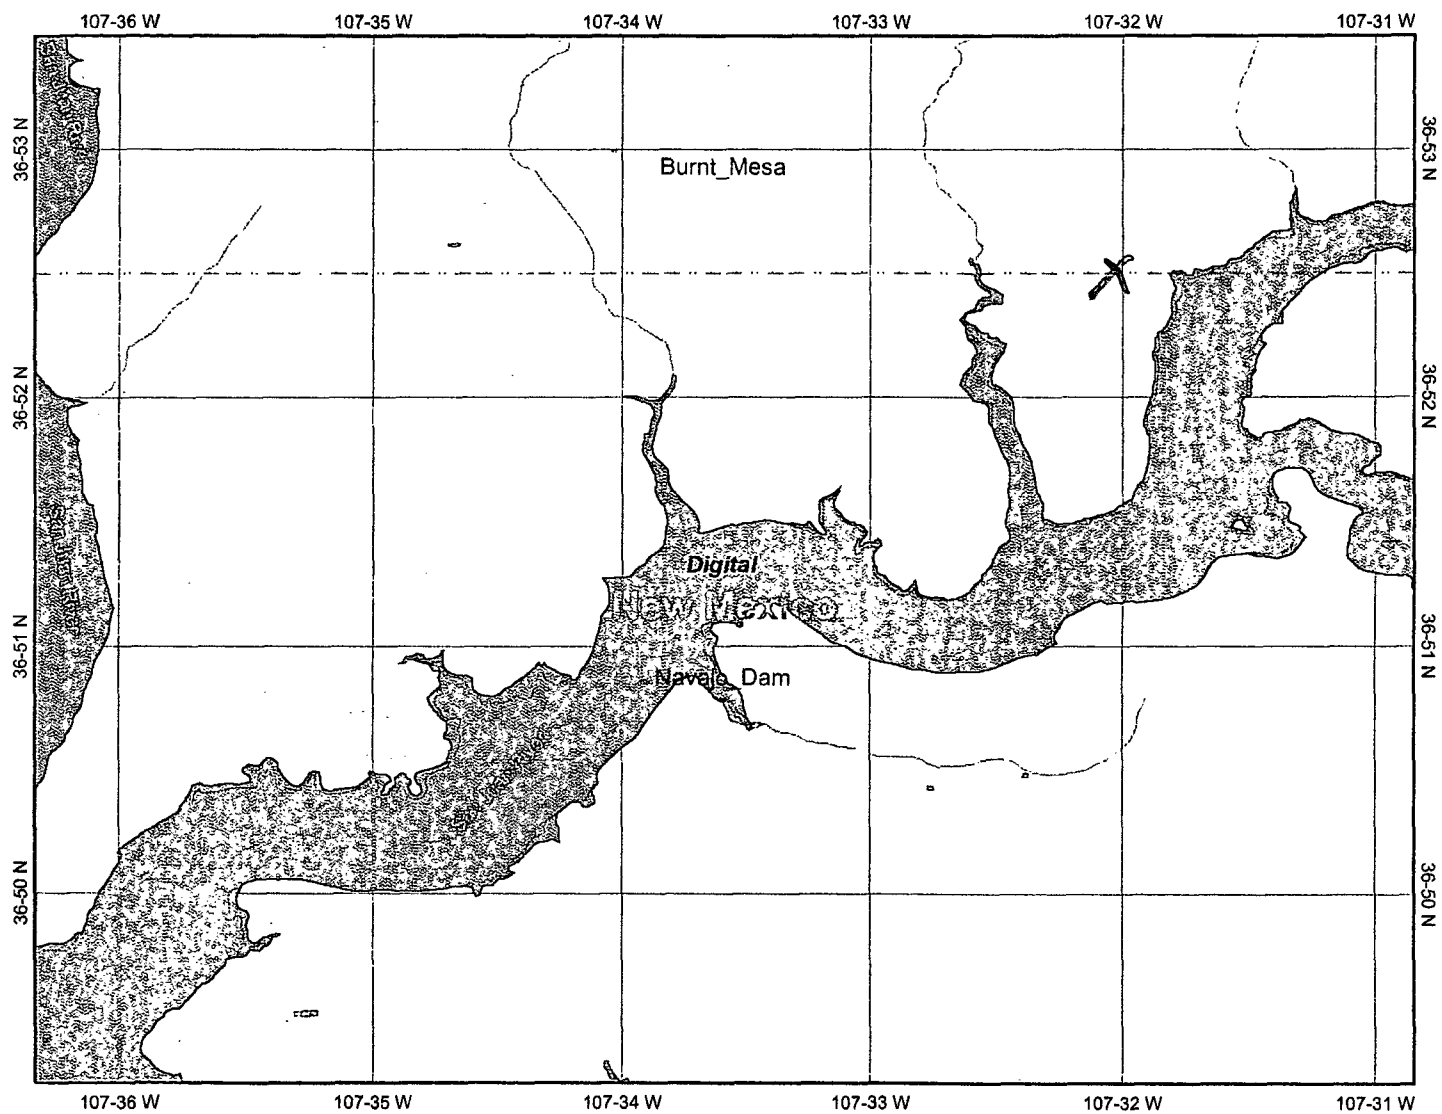 107-36 W 107-35 W 107-34 W 107-33 W 107-32 W 107-31 W
36-53 N 36-53 N
Burnt_Mesa
36-52 N 36-52 N
Digital
New Mexico
36-51 N 36-51 N
Navajo_Dam
36-50 N 36-50 N
107-36 W 107-35 W 107-34 W 107-33 W 107-32 W 107-31 W